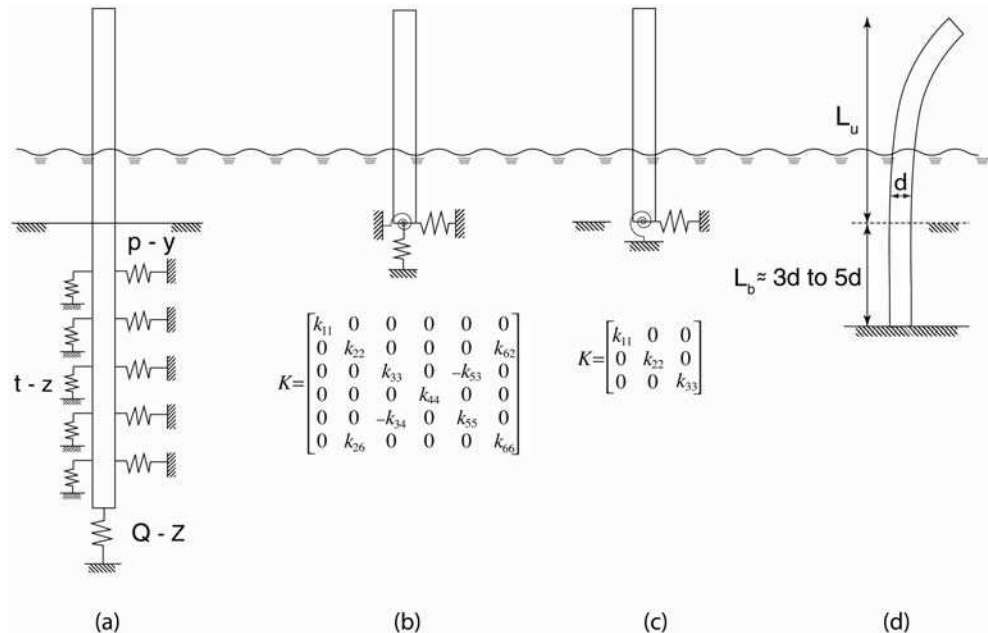 p - y
t - z
Q - Z
(a)
K=
k11 0 0 0 0 0
0 k22 0 0 0 k62
0 0 k33 0 -k53 0
0 0 0 k44 0 0
0 0 -k34 0 k55 0
0 k26 0 0 0 k66
(b)
K=
k11 0 0
0 k22 0
0 0 k33
(c)
Lu
d
Lb ≈ 3d to 5d
(d)